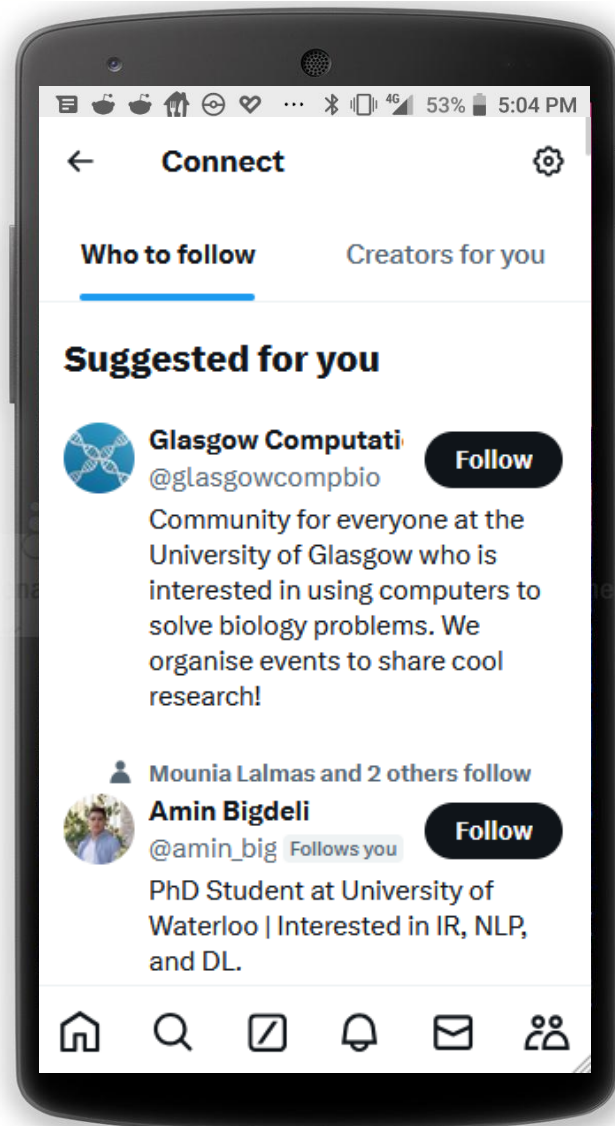 4G 53% 5:04 PM
Connect
Who to follow Creators for you
Suggested for you
Glasgow Computati
Follow
@glasgowcompbio
Community for everyone at the
University of Glasgow who is
interested in using computers to
solve biology problems. We
organise events to share cool
research!
Mounia Lalmas and 2 others follow
Amin Bigdeli
Follow
@amin_big Follows you
PhD Student at University of
Waterloo | Interested in IR, NLP,
and DL.